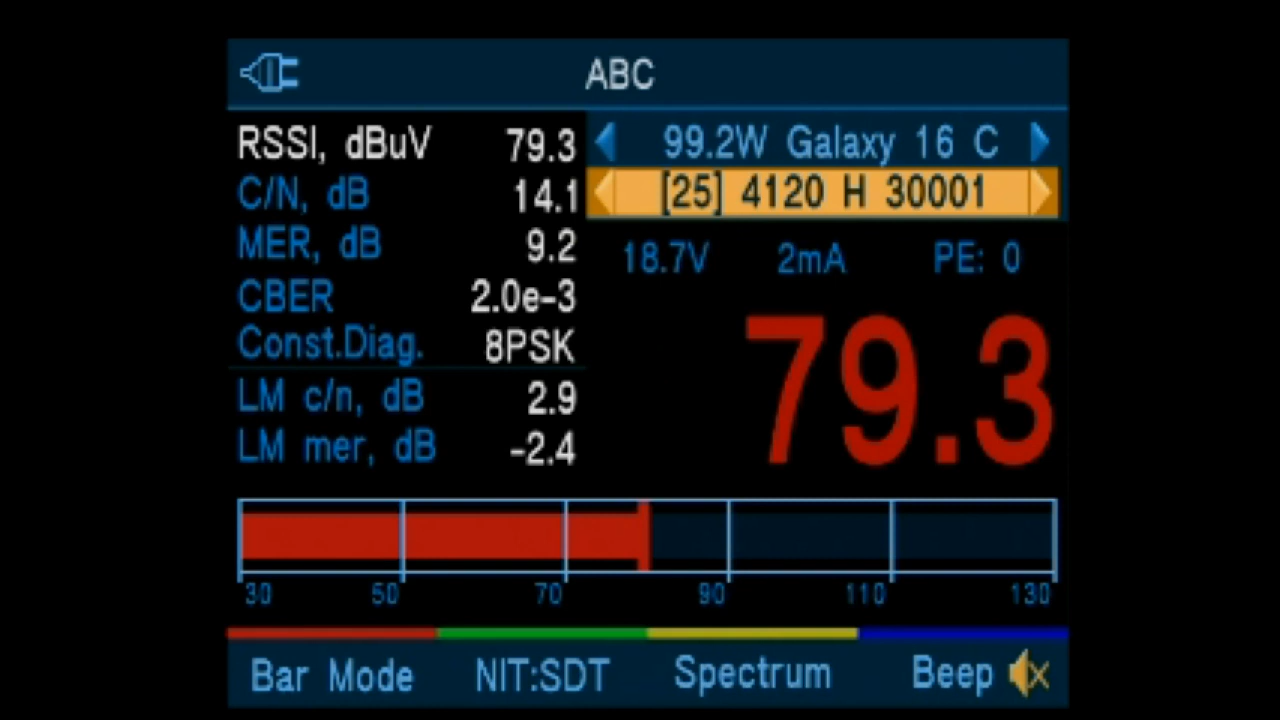 ABC
RSSI, dBuV 79.3
C/N, dB 14.1
MER, dB 9.2
CBER 2.0e-3
Const.Diag. 8PSK
LM c/n, dB 2.9
LM mer, dB -2.4
99.2W Galaxy 16 C
[25] 4120 H 30001
18.7V 2mA PE: 0
79.3
30 50 70 90 110 130
Bar Mode NIT:SDT Spectrum Beep